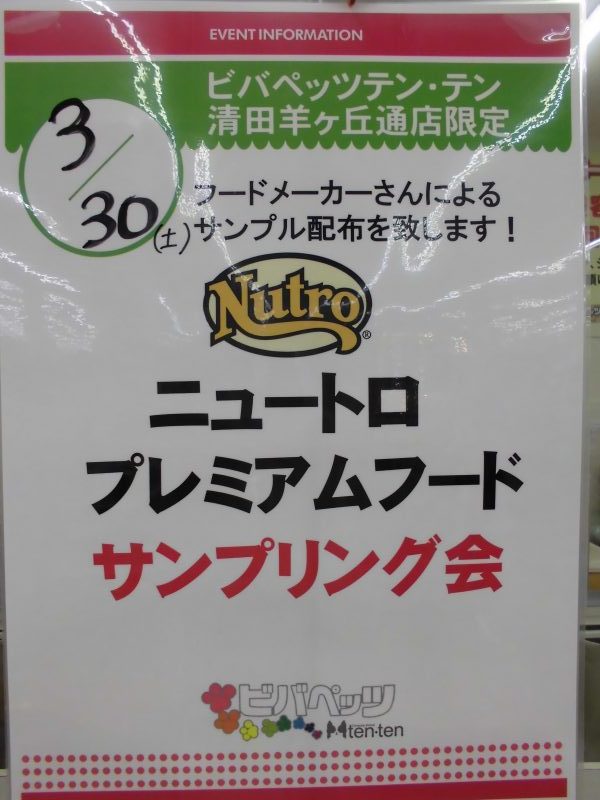 EVENT INFORMATION
ビバペッツテン・テン
清田羊ヶ丘通店限定
3/30(土)
フードメーカーさんによる
サンプル配布を致します！
Nutro®
ニュートロ
プレミアムフード
サンプリング会
ビバペッツ
ten-ten